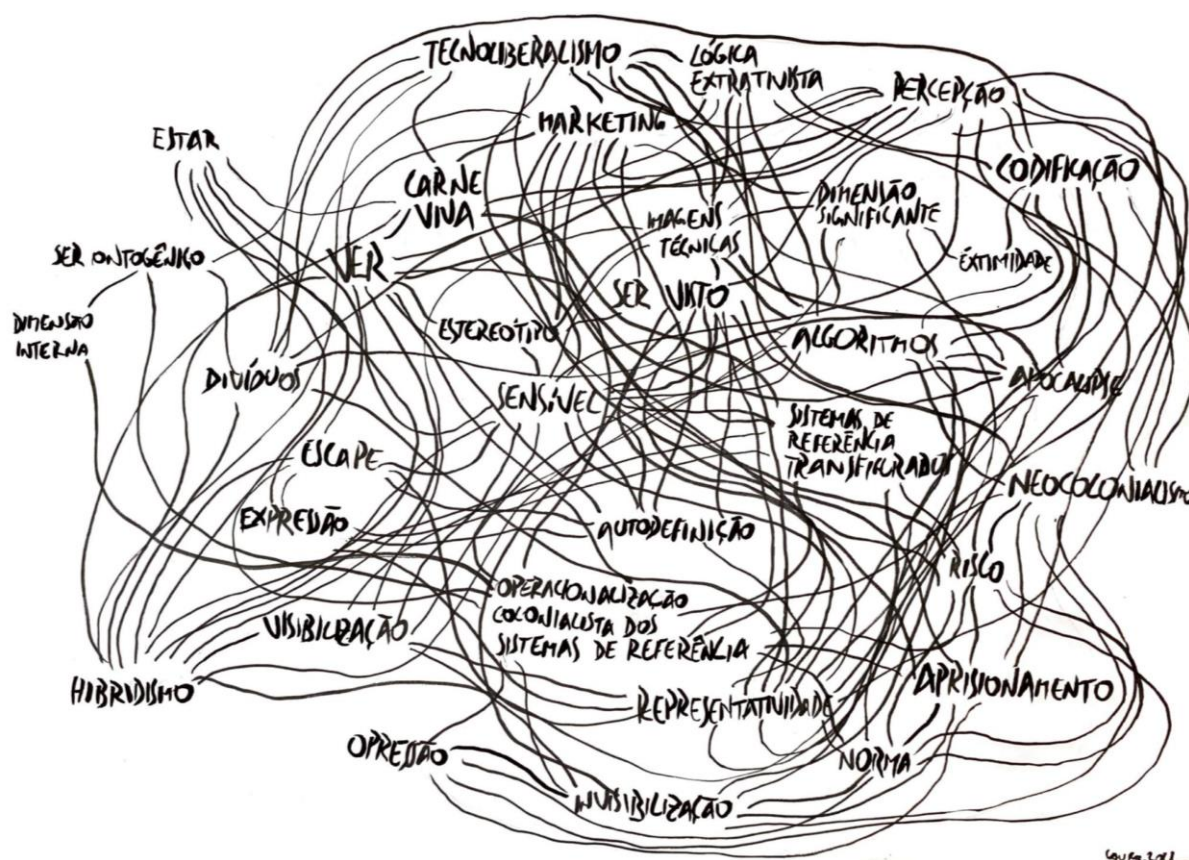 TECNOLIBERALISMO
LÓGICA
EXTRATIVISTA
PERCEPÇÃO
MARKETING
ESTAR
CODIFICAÇÃO
CARNE
VIVA
DIMENSÃO
SIGNIFICANTE
IMAGENS
TÉCNICAS
SER ONTOGÊNICO
VER
ÉXTIMIDADE
SER VISTO
DIMENSÃO
INTERNA
ESTEREÓTIPO
ALGORITMOS
DIVÍDUOS
APOCALIPSE
SENSÍVEL
SISTEMAS DE
REFERÊNCIA
TRANSFIGURADOS
ESCAPE
NEOCOLONIALISMO
EXPRESSÃO
AUTODEFINIÇÃO
RISCO
OPERACIONALIZAÇÃO
COLONIALISTA DOS
SISTEMAS DE REFERÊNCIA
VISIBILIZAÇÃO
HIBRIDISMO
APRISIONAMENTO
REPRESENTATIVIDADE
OPRESSÃO
NORMA
INVISIBILIZAÇÃO